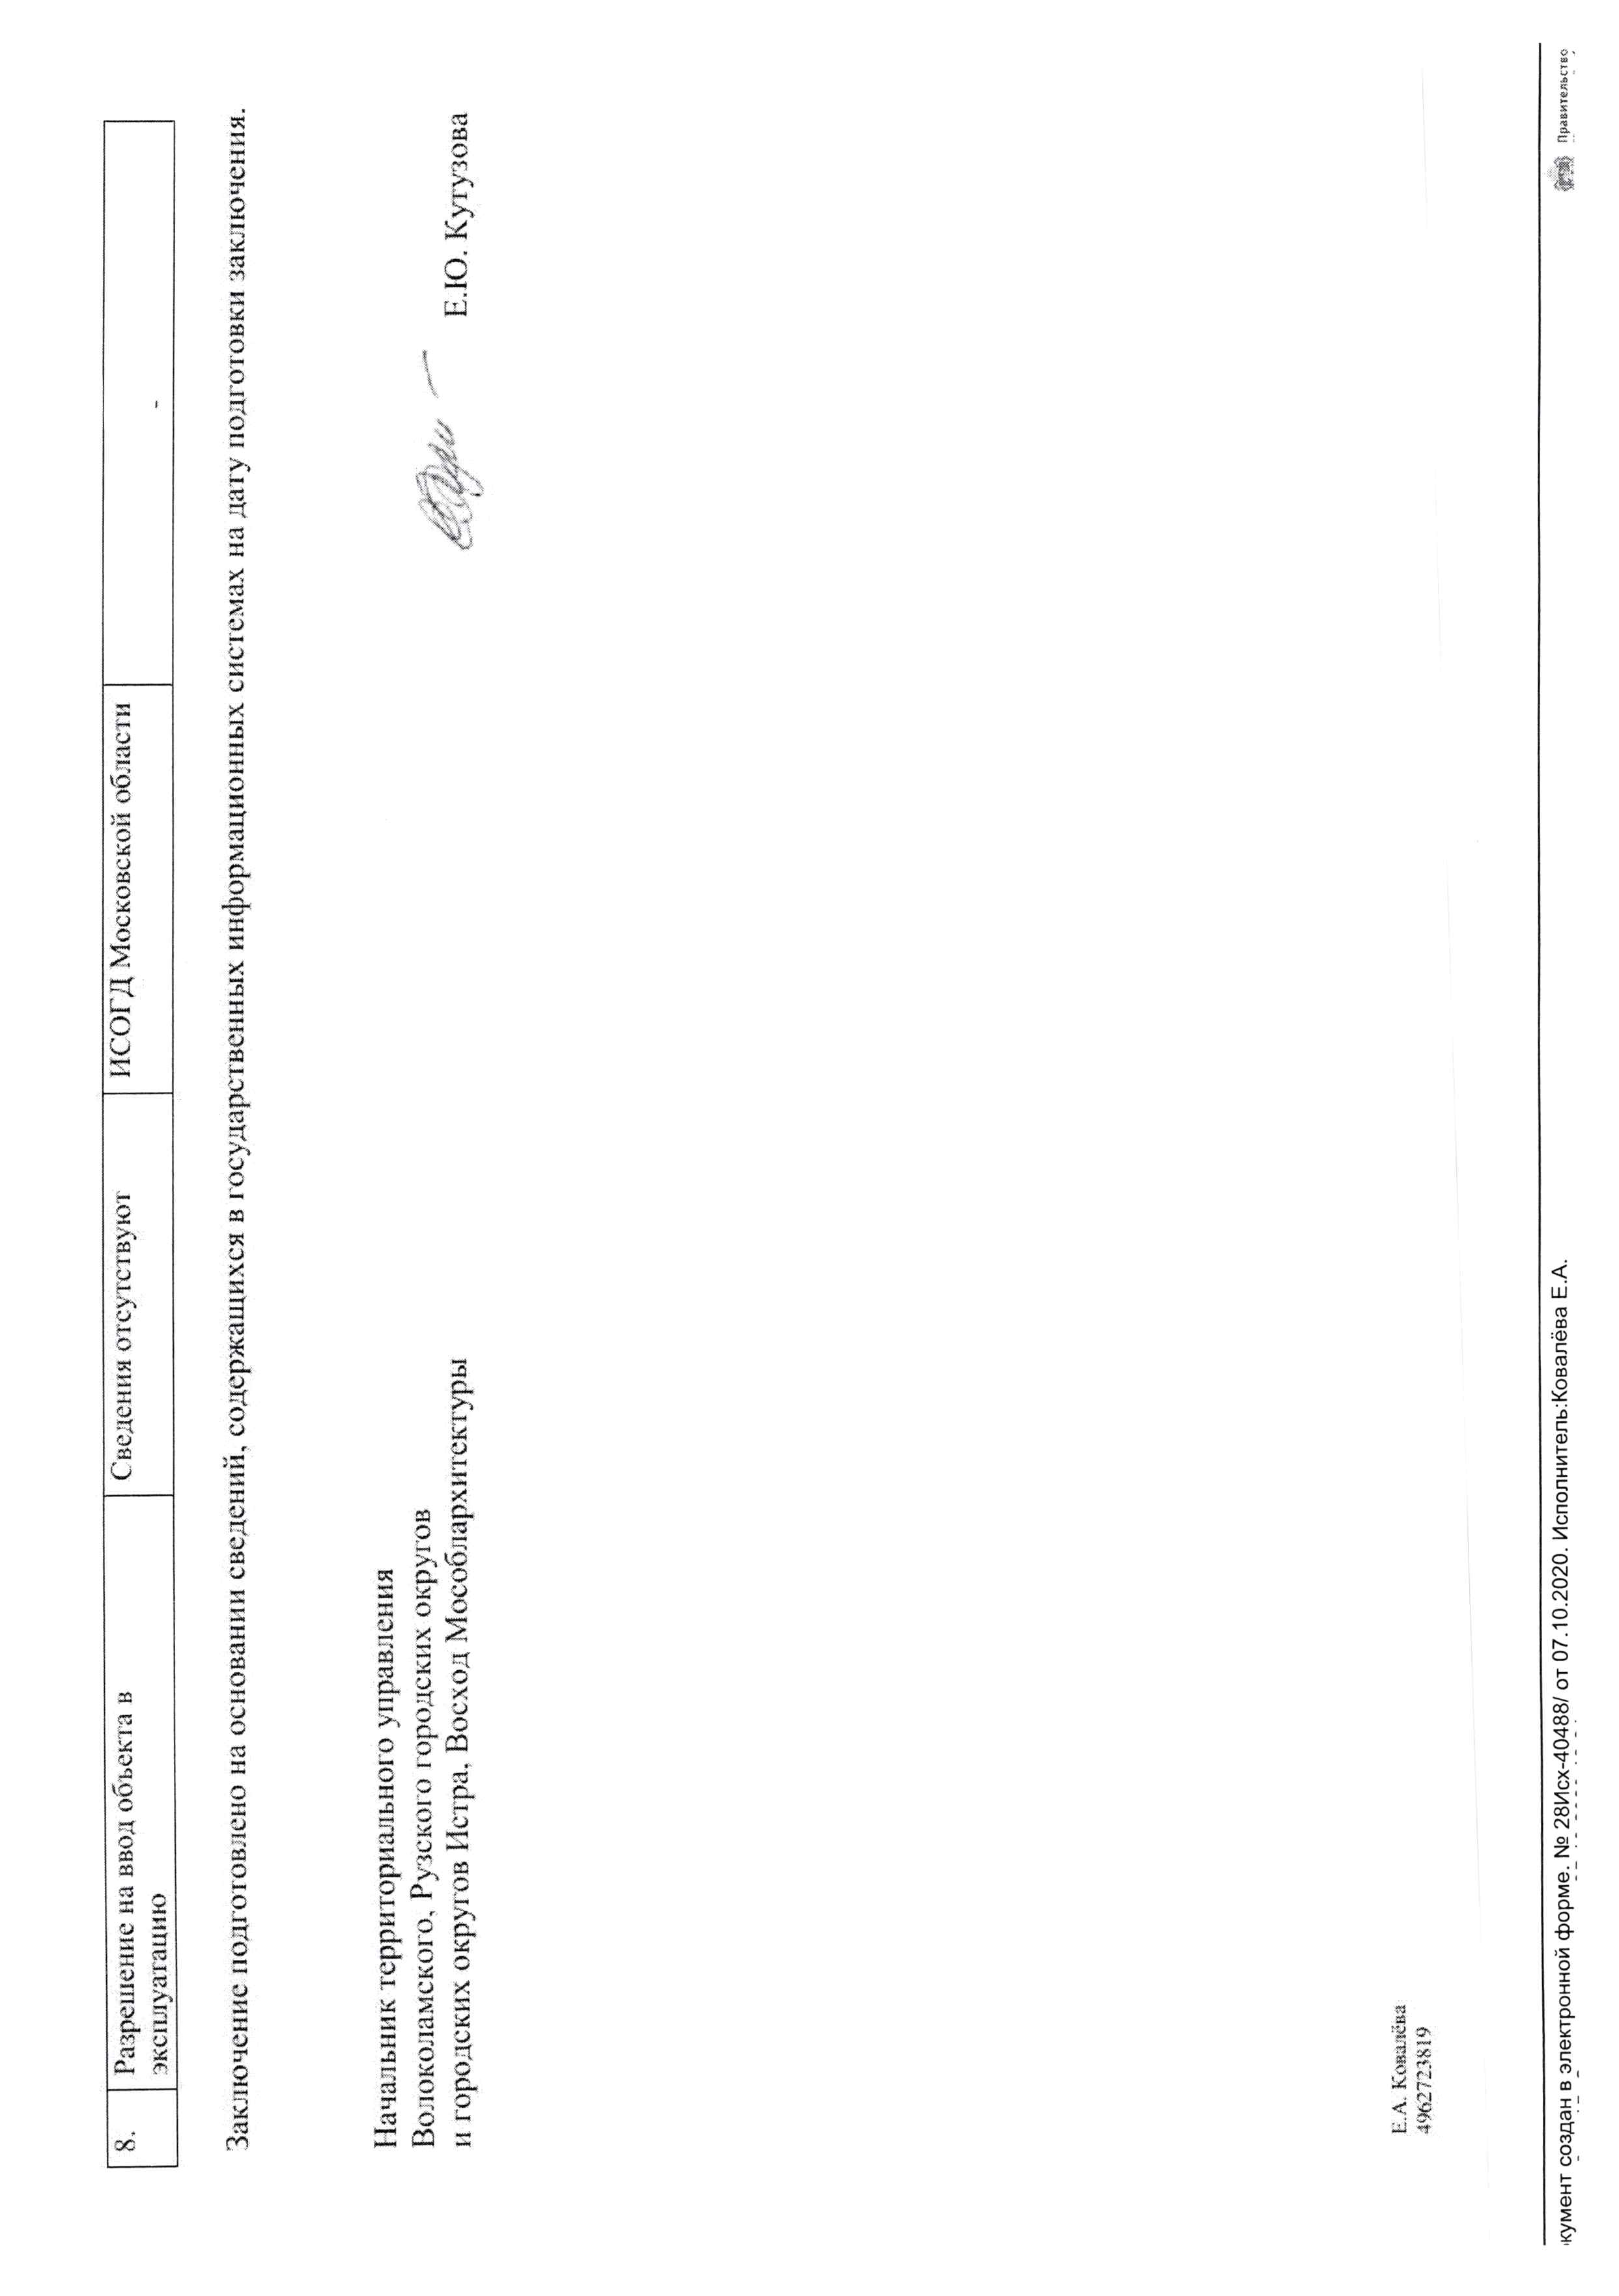 8.
Разрешение на ввод объекта в
эксплуатацию
Сведения отсутствуют
ИСОГД Московской области
-
Заключение подготовлено на основании сведений, содержащихся в государственных информационных системах на дату подготовки заключения.
Начальник территориального управления
Волоколамского, Рузского городских округов
и городских округов Истра, Восход Мособлархитектуры
Е.Ю. Кутузова
Е.А. Ковалёва
4962723819
кумент создан в электронной форме. № 28Исх-40488/ от 07.10.2020. Исполнитель:Ковалёва Е.А.
Правительство